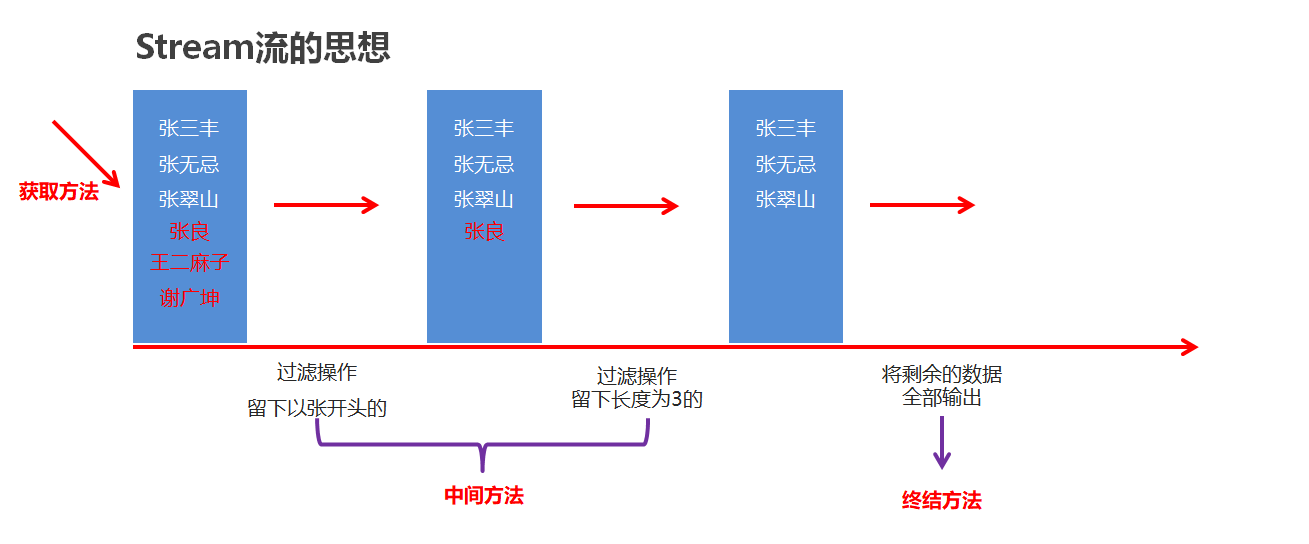 Stream流的思想
获取方法
张三丰
张无忌
张翠山
张良
王二麻子
谢广坤
张三丰
张无忌
张翠山
张良
张三丰
张无忌
张翠山
过滤操作
留下以张开头的
过滤操作
留下长度为3的
将剩余的数据
全部输出
中间方法
终结方法